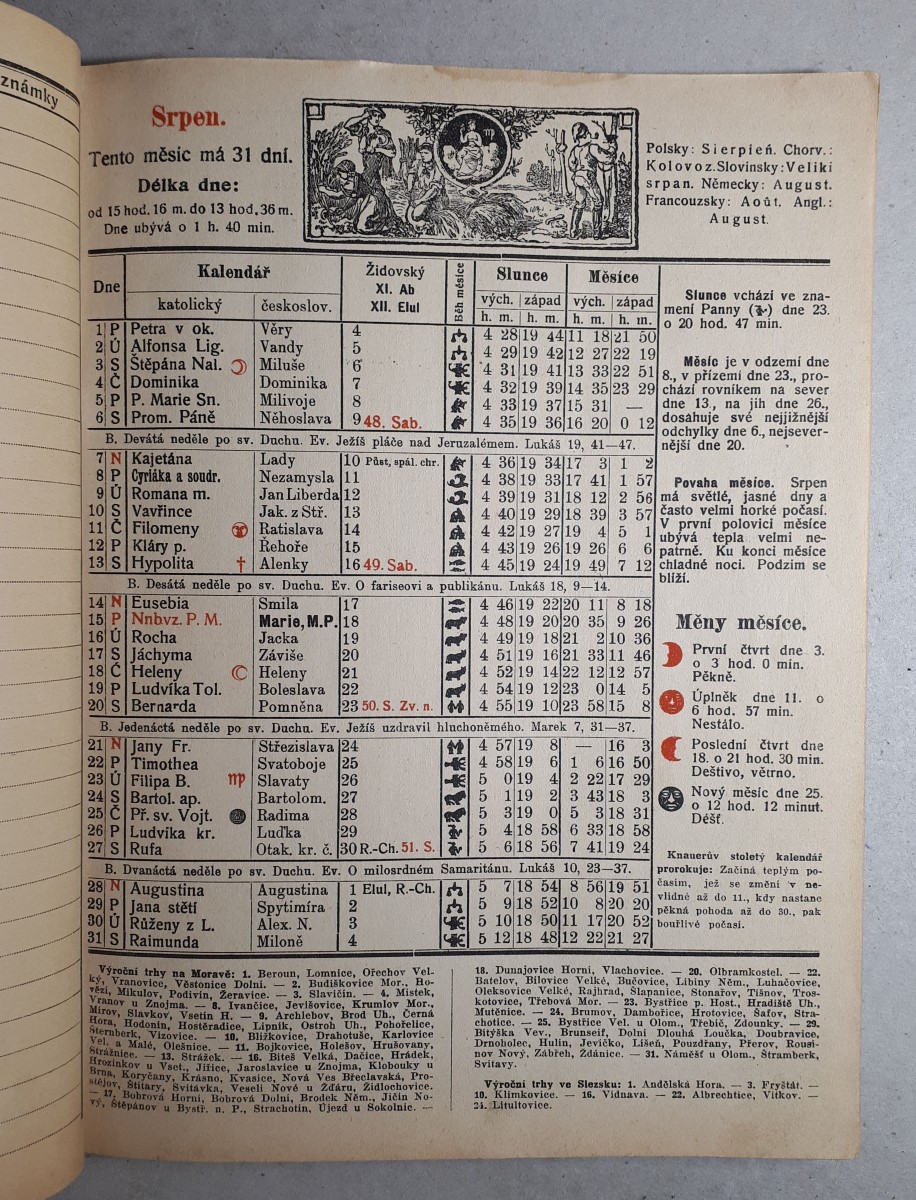 známky
Srpen.
Tento měsíc má 31 dní.
Délka dne:
od 15 hod. 16 m. do 13 hod. 36 m.
Dne ubývá o 1 h. 40 min.
Polsky: Sierpień. Chorv.:
Kolovoz. Slovinsky: Veliki
srpan. Německy: August.
Francouzsky: Août. Angl.:
August.
Dne Kalendář Židovský XI. Ab XII. Elul Běh měsíce Slunce Měsíce
katolický českoslov. vých. západ vých. západ
h. m. h. m. h. m. h. m.
1 P Petra v ok. Věry 4 4 28 19 44 11 18 21 50
2 Ú Alfonsa Lig. Vandy 5 4 29 19 42 12 27 22 19
3 S Štěpána Nal. Miluše 6 4 31 19 41 13 33 22 51
4 Č Dominika Dominika 7 4 32 19 39 14 35 23 29
5 P P. Marie Sn. Milivoje 8 4 33 19 37 15 31 —
6 S Prom. Páně Něhoslava 9 48. Sab. 4 35 19 36 16 20 0 12
B. Devátá neděle po sv. Duchu. Ev. Ježíš pláče nad Jeruzalémem. Lukáš 19, 41—47.
7 N Kajetána Lady 10 Půst, spál. chr. 4 36 19 34 17 3 1 2
8 P Cyriáka a soudr. Nezamysla 11 4 38 19 33 17 41 1 57
9 Ú Romana m. Jan Liberda 12 4 39 19 31 18 12 2 56
10 S Vavřince Jak. z Stř. 13 4 40 19 29 18 39 3 57
11 Č Filomeny Ratislava 14 4 42 19 27 19 4 5 1
12 P Kláry p. Řehoře 15 4 43 19 26 19 26 6 6
13 S Hypolita † Alenky 16 49. Sab. 4 45 19 24 19 49 7 12
B. Desátá neděle po sv. Duchu. Ev. O fariseovi a publikánu. Lukáš 18, 9—14.
14 N Eusebia Smila 17 4 46 19 22 20 11 8 18
15 P Nnbvz. P. M. Marie, M. P. 18 4 48 19 20 20 35 9 26
16 Ú Rocha Jacka 19 4 49 19 18 21 2 10 36
17 S Jáchyma Záviše 20 4 51 19 16 21 33 11 46
18 Č Heleny Heleny 21 4 52 19 14 22 12 12 57
19 P Ludvíka Tol. Boleslava 22 4 54 19 12 23 0 14 5
20 S Bernarda Pomněna 23 50. S. Zv. n. 4 55 19 10 23 58 15 8
B. Jedenáctá neděle po sv. Duchu. Ev. Ježíš uzdravil hluchoněmého. Marek 7, 31—37.
21 N Jany Fr. Střezislava 24 4 57 19 8 — 16 3
22 P Timothea Svatoboje 25 4 58 19 6 1 6 16 50
23 Ú Filipa B. ♍ Slavaty 26 5 0 19 4 2 22 17 29
24 S Bartol. ap. Bartolom. 27 5 1 19 2 3 43 18 3
25 Č Př. sv. Vojt. Radima 28 5 3 19 0 5 3 18 31
26 P Ludvíka kr. Luďka 29 5 4 18 58 6 33 18 58
27 S Rufa Otak. kr. č. 30 R.-Ch. 51. S. 5 6 18 56 7 41 19 24
B. Dvanáctá neděle po sv. Duchu. Ev. O milosrdném Samaritánu. Lukáš 10, 23—37.
28 N Augustina Augustina 1 Elul, R.-Ch. 5 7 18 54 8 56 19 51
29 P Jana stětí Spytimíra 2 5 9 18 52 10 8 20 20
30 Ú Růženy z L. Alex. N. 3 5 10 18 50 11 17 20 52
31 S Raimunda Miloně 4 5 12 18 48 12 22 21 27
Slunce vchází ve zna-
mení Panny dne 23.
o 20 hod. 47 min.
Měsíc je v odzemí dne
8., v přízemí dne 23., pro-
chází rovníkem na sever
dne 13., na jih dne 26.,
dosahuje své nejjižnější
odchylky dne 6., nejsever-
nější dne 20.
Povaha měsíce. Srpen
má světlé, jasné dny a
často velmi horké počasí.
V první polovici měsíce
ubývá tepla velmi ne-
patrně. Ku konci měsíce
chladné noci. Podzim se
blíží.
Měny měsíce.
První čtvrt dne 3.
o 3 hod. 0 min.
Pěkně.
Úplněk dne 11. o
6 hod. 57 min.
Nestálo.
Poslední čtvrt dne
18. o 21 hod. 30 min.
Deštivo, větrno.
Nový měsíc dne 25.
o 12 hod. 12 minut.
Déšť.
Knauerův stoletý kalendář
prorokuje: Začíná teplým po-
časím, jež se změní v ne-
vlídné až do 11., kdy nastane
pěkná pohoda až do 30., pak
bouřlivé počasí.
Výroční trhy na Moravě: 1. Beroun, Lomnice, Ořechov Vel-
ký, Vranovice, Věstonice Dolní. — 2. Budiškovice Mor., Ho-
vězí, Mikulov, Podivín, Žeravice. — 3. Slavičín. — 4. Místek,
Vranov u Znojma. — 8. Ivančice, Jevišovice, Krumlov Mor.,
Mírov, Slavkov, Vsetín H. — 9. Archlebov, Brod Uh., Černá
Hora, Hodonín, Hostěradice, Lipník, Ostroh Uh., Pohořelice,
Šternberk, Vizovice. — 10. Blížkovice, Drahotuše, Karlovice
Vel. a Malé, Olešnice. — 11. Bojkovice, Holešov, Hrušovany,
Strážnice. — 13. Strážek. — 16. Biteš Velká, Dačice, Hrádek,
Hrozinkov u Vset., Jiřice, Jaroslavice u Znojma, Klobouky u
Brna, Koryčany, Krásno, Kvasice, Nová Ves Břeclavská, Pro-
stějov, Štítary, Svitávka, Veselí Nové u Žďáru, Židlochovice.
— 17. Bobrová Horní, Bobrová Dolní, Brodek Něm., Jičín No-
vý, Štěpánov u Bystř. n. P., Strachotín, Újezd u Sokolnic. —
18. Dunajovice Horní, Vlachovice. — 20. Olbramkostel. — 22.
Batelov, Bílovice Velké, Bučovice, Libiny Něm., Luhačovice,
Oleksovice Velké, Rajhrad, Šlapanice, Stonařov, Tišnov, Tros-
kotovice, Třebová Mor. — 23. Bystřice p. Host., Hradiště Uh.,
Mutěnice. — 24. Brumov, Dambořice, Hrotovice, Šafov, Stra-
chotice. — 25. Bystřice Vel. u Olom., Třebíč, Zdounky. — 29.
Bítýška Vev., Brunseif, Dolní Dlouhá Loučka, Doubravice,
Drnoholec, Hulín, Jevíčko, Líšeň, Pouzdřany, Přerov, Rousí-
nov Nový, Zábřeh, Ždánice. — 31. Náměšť u Olom., Štramberk,
Svitavy.
Výroční trhy ve Slezsku: 1. Andělská Hora. — 3. Fryštát. —
10. Klimkovice. — 16. Vidnava. — 22. Albrechtice, Vítkov. —
24. Litultovice.